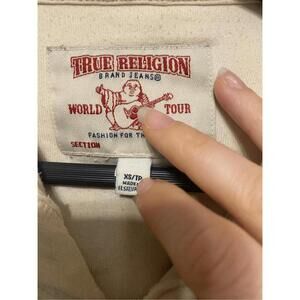 TRUE RELIGION
BRAND JEANS®
WORLD TOUR
FASHION FOR THE
SECTION
XS/TP
MADE